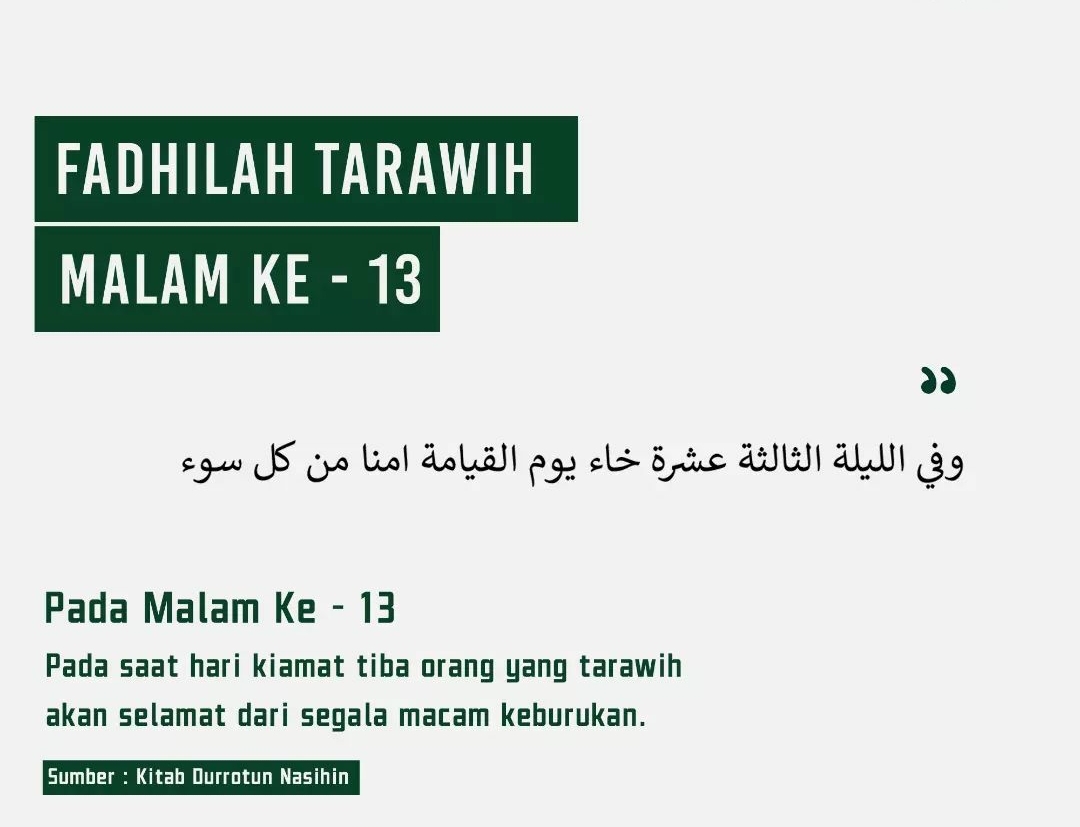 FADHILAH TARAWIH
MALAM KE - 13
”
وفي الليلة الثالثة عشرة خاء يوم القيامة امنا من كل سوء
Pada Malam Ke - 13
Pada saat hari kiamat tiba orang yang tarawih
akan selamat dari segala macam keburukan.
Sumber : Kitab Durrotun Nasihin